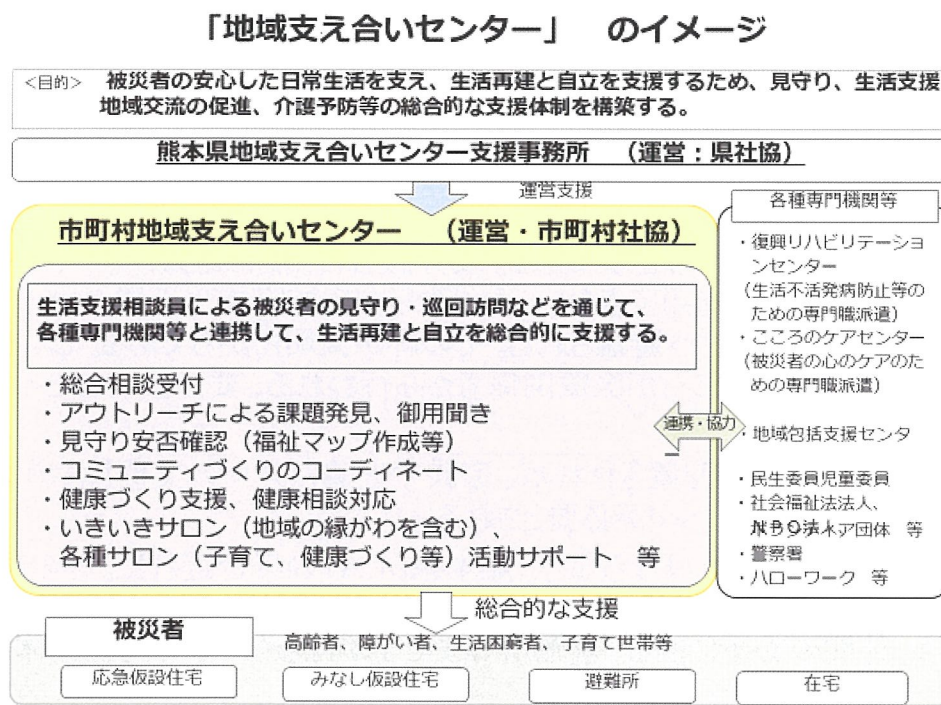 「地域支え合いセンター」　のイメージ
<目的>　被災者の安心した日常生活を支え、生活再建と自立を支援するため、見守り、生活支援
地域交流の促進、介護予防等の総合的な支援体制を構築する。
熊本県地域支え合いセンター支援事務所　（運営：県社協）
運営支援
市町村地域支え合いセンター　（運営・市町村社協）
生活支援相談員による被災者の見守り・巡回訪問などを通じて、
各種専門機関等と連携して、生活再建と自立を総合的に支援する。
・総合相談受付
・アウトリーチによる課題発見、御用聞き
・見守り安否確認（福祉マップ作成等）
・コミュニティづくりのコーディネート
・健康づくり支援、健康相談対応
・いきいきサロン（地域の縁がわを含む）、
各種サロン（子育て、健康づくり等）活動サポート　等
連携・協力
各種専門機関等
・復興リハビリテーショ
ンセンター
（生活不活発病防止等の
ための専門職派遣）
・こころのケアセンター
（被災者の心のケアのた
めの専門職派遣）
・地域包括支援センタ
・民生委員児童委員
・社会福祉法法人、
団体　等
・警察署
・ハローワーク　等
総合的な支援
被災者
高齢者、障がい者、生活困窮者、子育て世帯等
応急仮設住宅
みなし仮設住宅
避難所
在宅